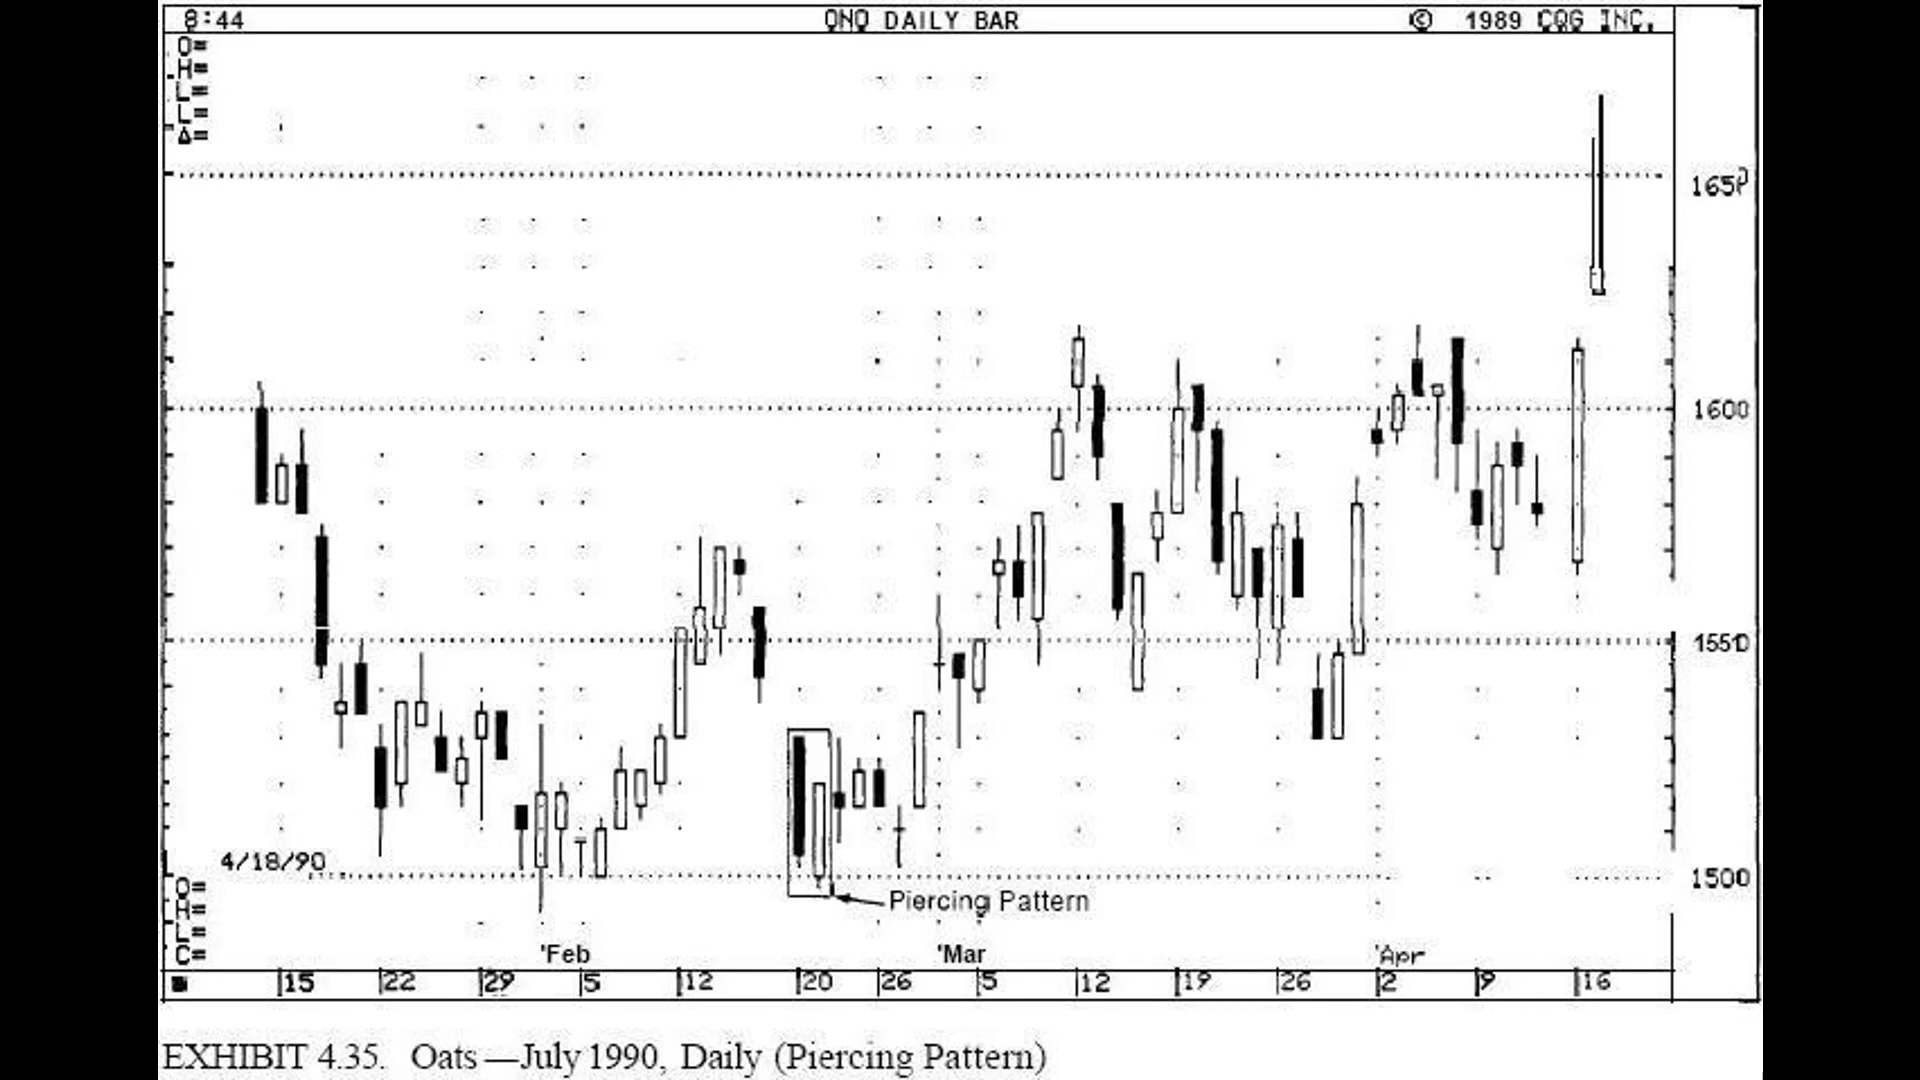 8:44 QNO DAILY BAR © 1989 CQG INC.
O=
H=
L=
L=
Δ=
1650
1600
1550
4/18/90
1500
O=
H=
L=
C=
Piercing Pattern
'Feb 'Mar 'Apr
15 22 29 5 12 20 26 5 12 19 26 2 9 16
EXHIBIT 4.35. Oats—July 1990, Daily (Piercing Pattern)